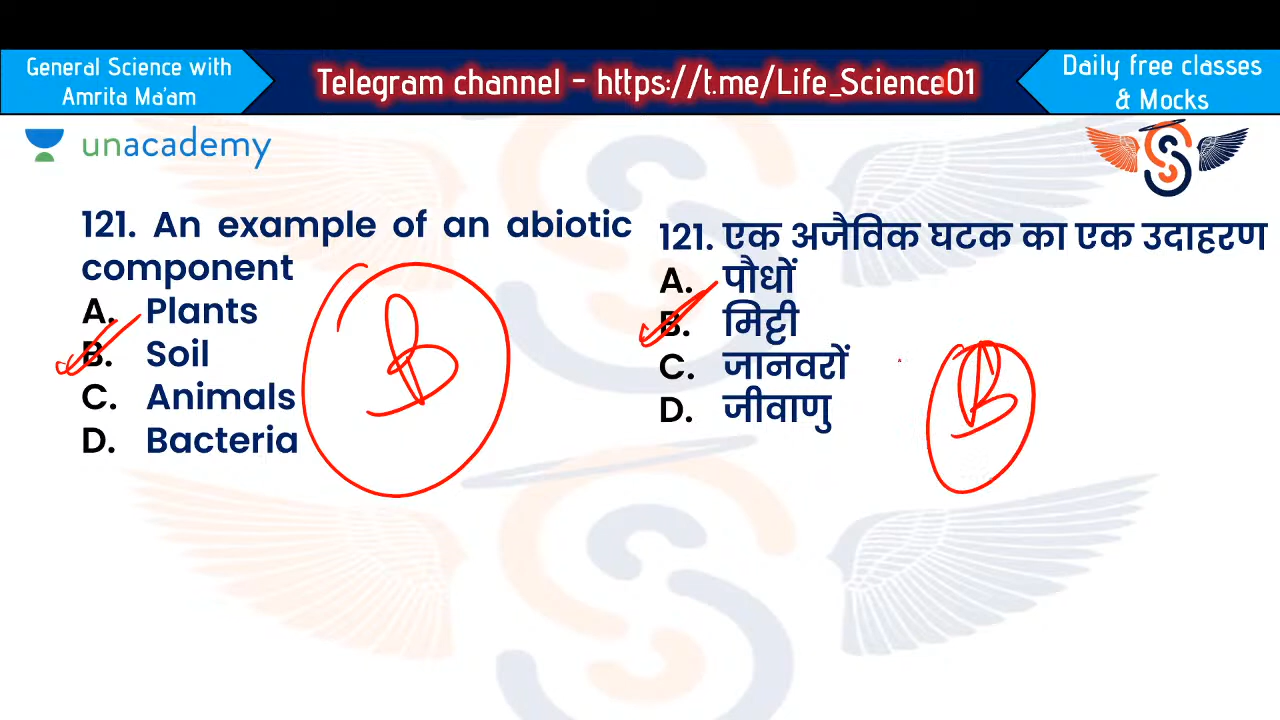 General Science with
Amrita Ma'am
Telegram channel - https://t.me/Life_Science01
Daily free classes
& Mocks
unacademy
121. An example of an abiotic
component
A. Plants
B. Soil
C. Animals
D. Bacteria
B
121. एक अजैविक घटक का एक उदाहरण
A. पौधों
B. मिट्टी
C. जानवरों
D. जीवाणु
B